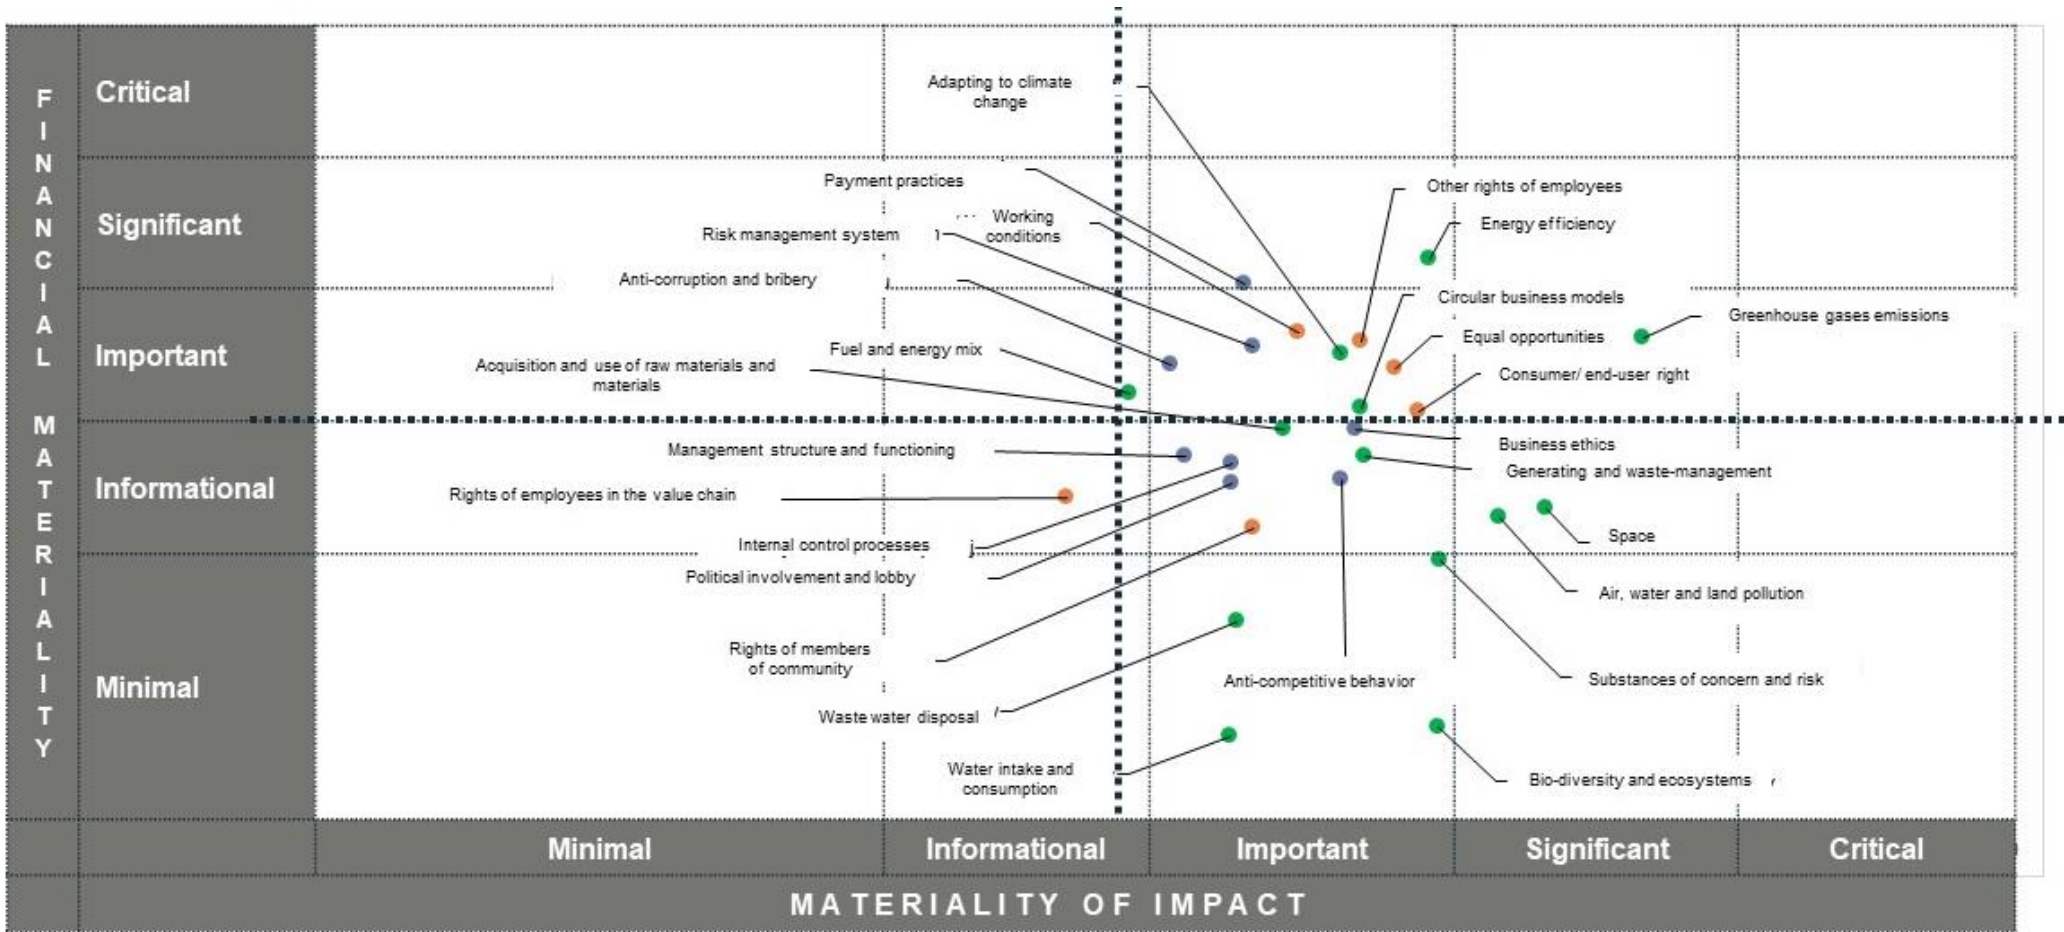 FINANCIAL MATERIALITY
Critical
Significant
Important
Informational
Minimal
Adapting to climate
change
Payment practices
Working
conditions
Risk management system
Anti-corruption and bribery
Fuel and energy mix
Acquisition and use of raw materials and
materials
Other rights of employees
Energy efficiency
Circular business models
Greenhouse gases emissions
Equal opportunities
Consumer/ end-user right
Management structure and functioning
Business ethics
Generating and waste-management
Rights of employees in the value chain
Internal control processes
Space
Political involvement and lobby
Air, water and land pollution
Rights of members
of community
Anti-competitive behavior
Substances of concern and risk
Waste water disposal
Water intake and
consumption
Bio-diversity and ecosystems
Minimal
Informational
Important
Significant
Critical
MATERIALITY OF IMPACT